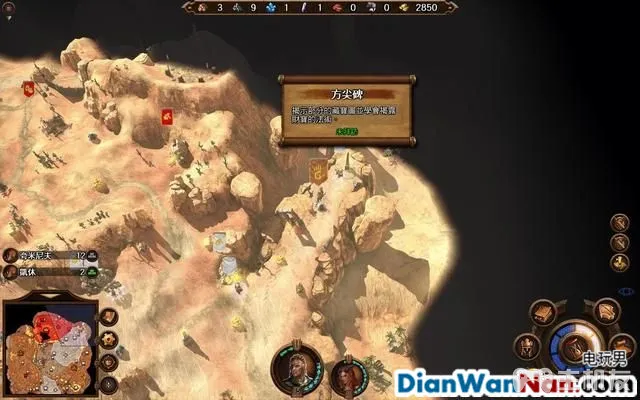 3 9 1 1 0 0 2850
方尖碑
揭示部分的藏寶圖並學會揭露
財寶的法術。
未拜訪
夸米尼夫 12
凱休 2
电玩男
DianWanNan.com